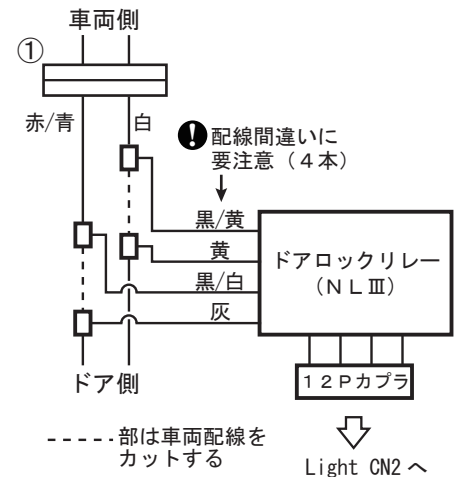 車両側
①
赤/青
白
配線間違いに
要注意（４本）
黒/黄
黄
黒/白
灰
ドアロックリレー
（ＮＬⅢ）
１２Ｐカプラ
ドア側
-----部は車両配線を
カットする
Light CN2 へ